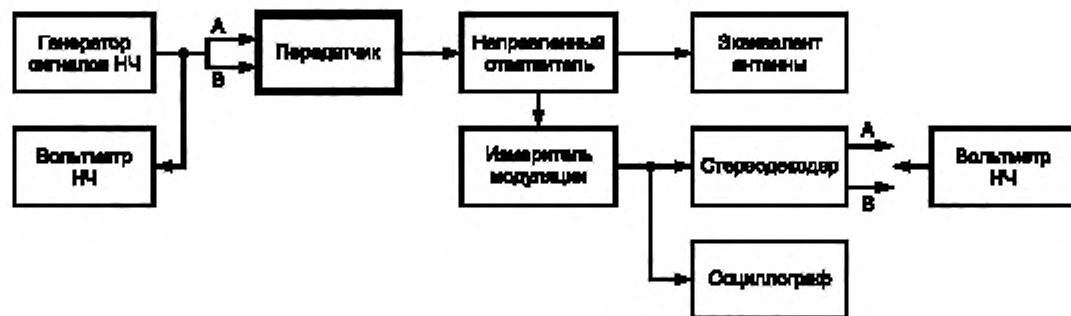 Генератор
сигналов НЧ
A
B
Передатчик
Направленный
ответвитель
Эквивалент
антенны
Вольтметр
НЧ
Измеритель
модуляции
Стереодекодер
A
B
Вольтметр
НЧ
Осциллограф